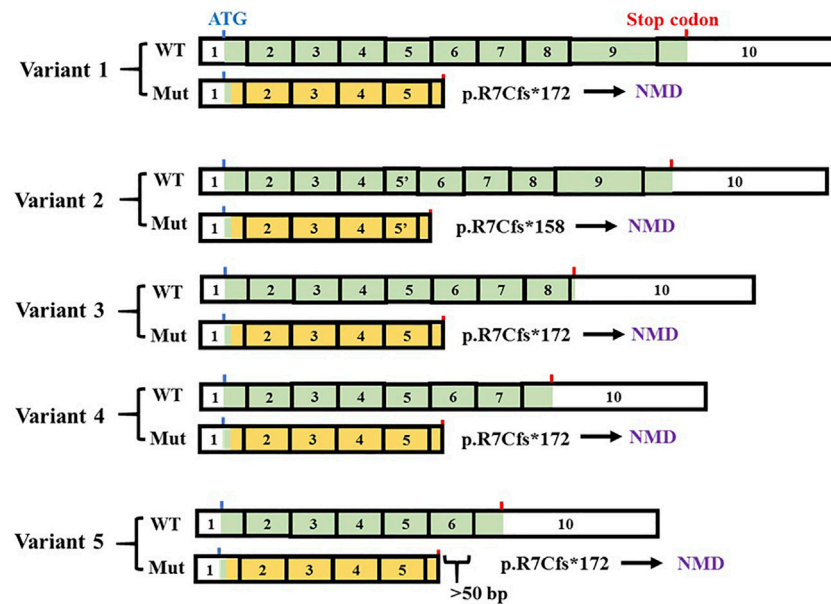 ATG Stop codon
WT 1 2 3 4 5 6 7 8 9 10
Variant 1
Mut 1 2 3 4 5 p.R7Cfs*172 NMD
WT 1 2 3 4 5’ 6 7 8 9 10
Variant 2
Mut 1 2 3 4 5’ p.R7Cfs*158 NMD
WT 1 2 3 4 5 6 7 8 10
Variant 3
Mut 1 2 3 4 5 p.R7Cfs*172 NMD
WT 1 2 3 4 5 6 7 10
Variant 4
Mut 1 2 3 4 5 p.R7Cfs*172 NMD
WT 1 2 3 4 5 6 10
Variant 5
Mut 1 2 3 4 5 p.R7Cfs*172 NMD
>50 bp